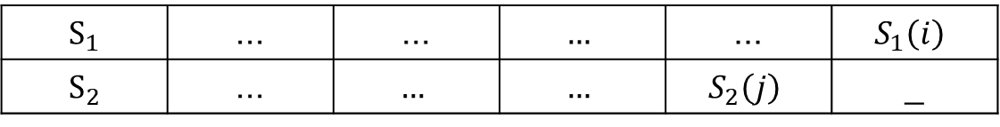 S₁ … … ... … S₁(i)
S₂ … ... ... S₂(j) _